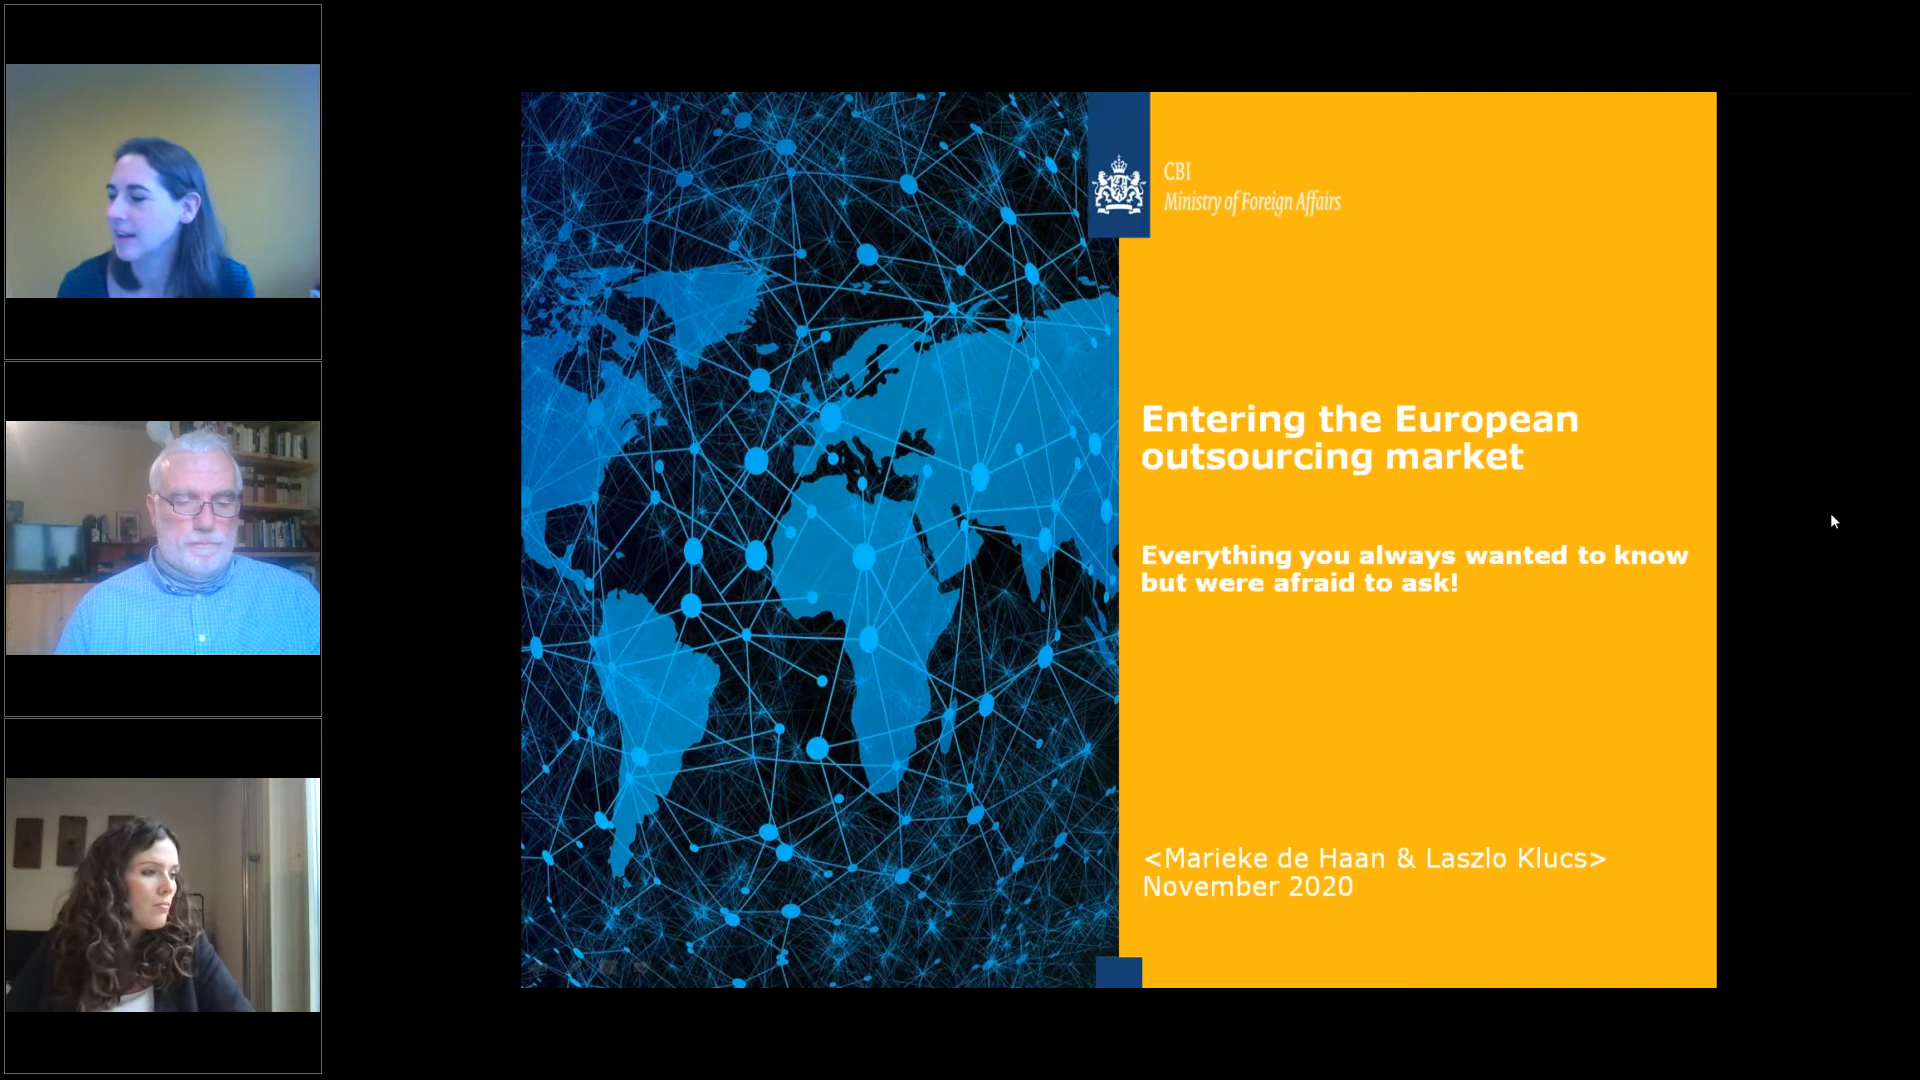 CBI
Ministry of Foreign Affairs
Entering the European
outsourcing market
Everything you always wanted to know
but were afraid to ask!
<Marieke de Haan & Laszlo Klucs>
November 2020